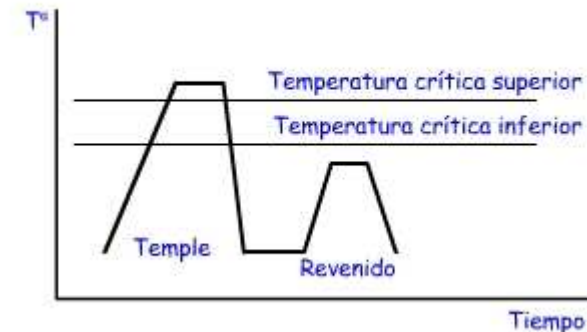 Tª
Temperatura crítica superior
Temperatura crítica inferior
Temple
Revenido
Tiempo